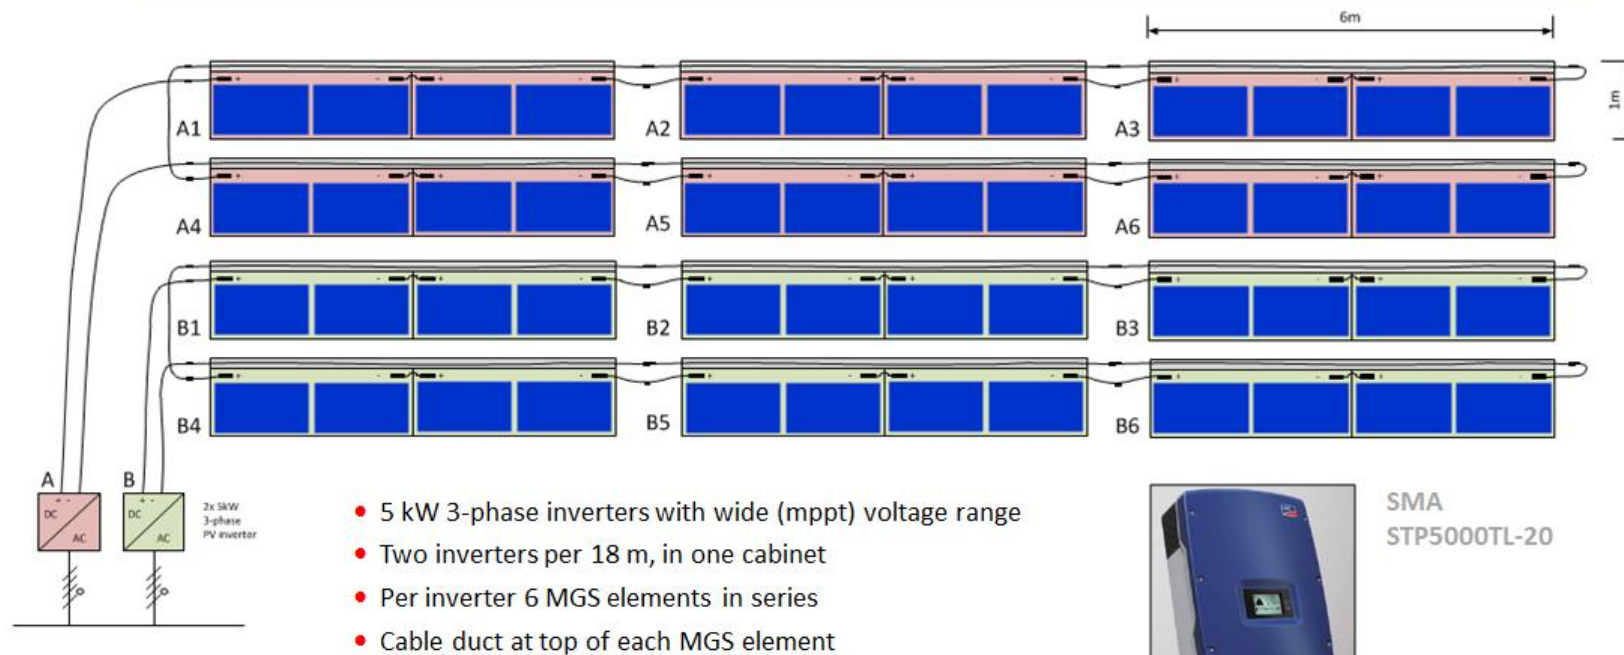 6m
1m
A1
A2
A3
A4
A5
A6
B1
B2
B3
B4
B5
B6
A
B
+ -
DC
AC
+ -
DC
AC
2x 5kW
3-phase
PV inverter
• 5 kW 3-phase inverters with wide (mppt) voltage range
• Two inverters per 18 m, in one cabinet
• Per inverter 6 MGS elements in series
• Cable duct at top of each MGS element
SMA
STP5000TL-20